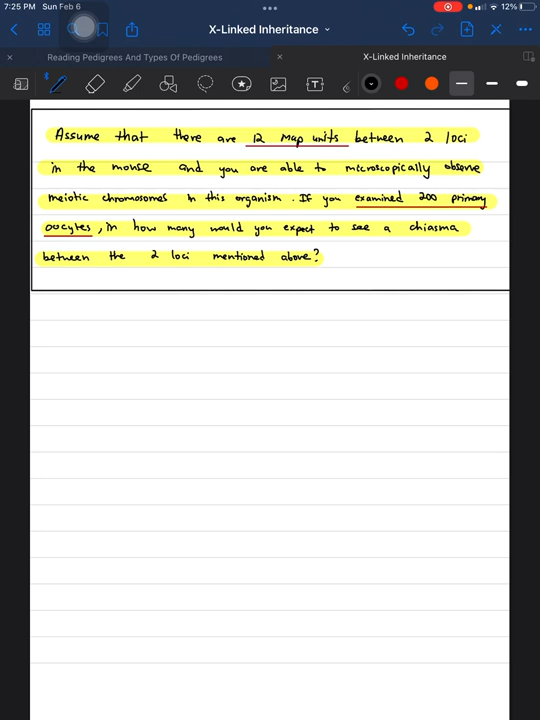 7:25 PM Sun Feb 6
12%
X-Linked Inheritance
Reading Pedigrees And Types Of Pedigrees
X-Linked Inheritance
Assume that there are 12 map units between 2 loci
in the mouse and you are able to microscopically observe
meiotic chromosomes in this organism. If you examined 200 primary
oocytes, in how many would you expect to see a chiasma
between the 2 loci mentioned above?